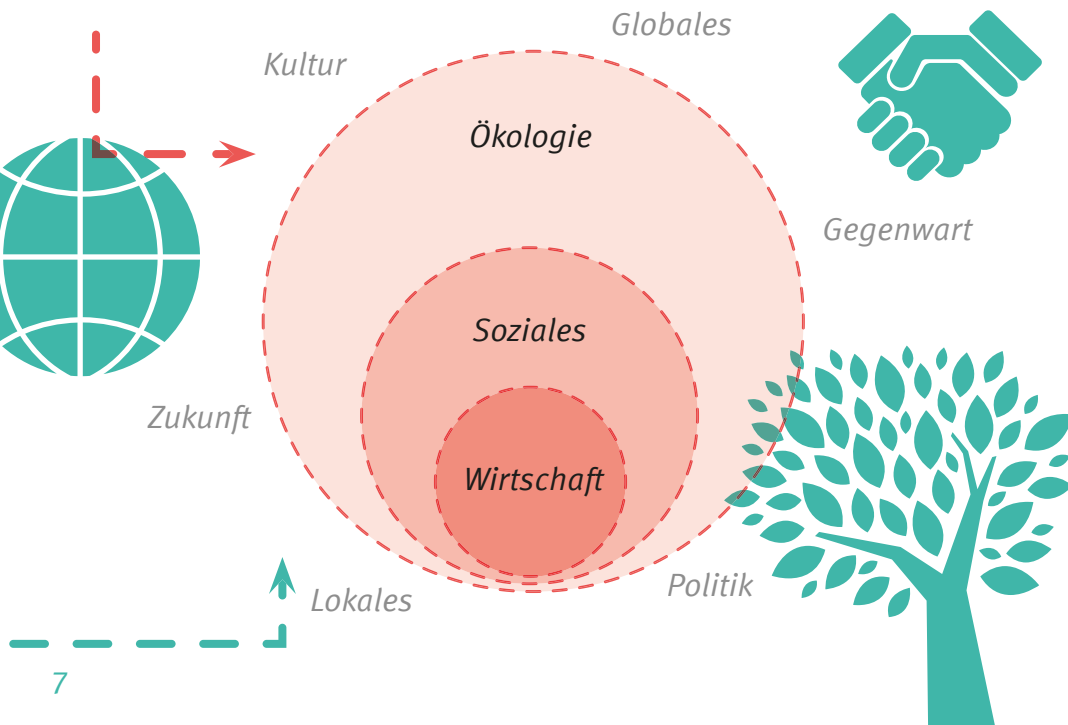 Globales
Kultur
Ökologie
Gegenwart
Soziales
Zukunft
Wirtschaft
Politik
Lokales
7